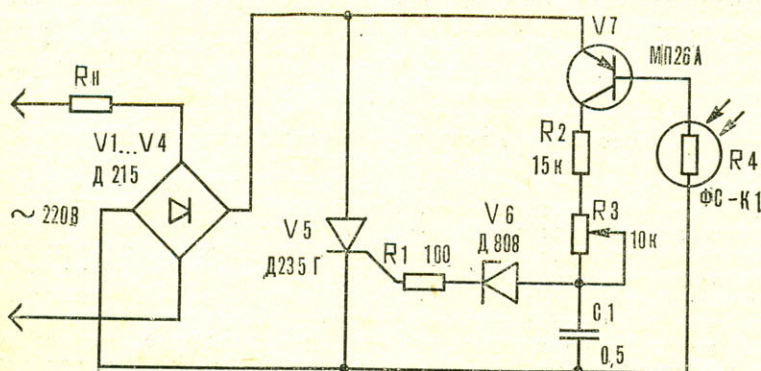 V7
МП26А
Rн
V1...V4
Д 215
R2
15к
R4
ФС-К1
~ 220В
V5
Д235 Г
R1 100
V6
Д 808
R3
10к
C1
0,5